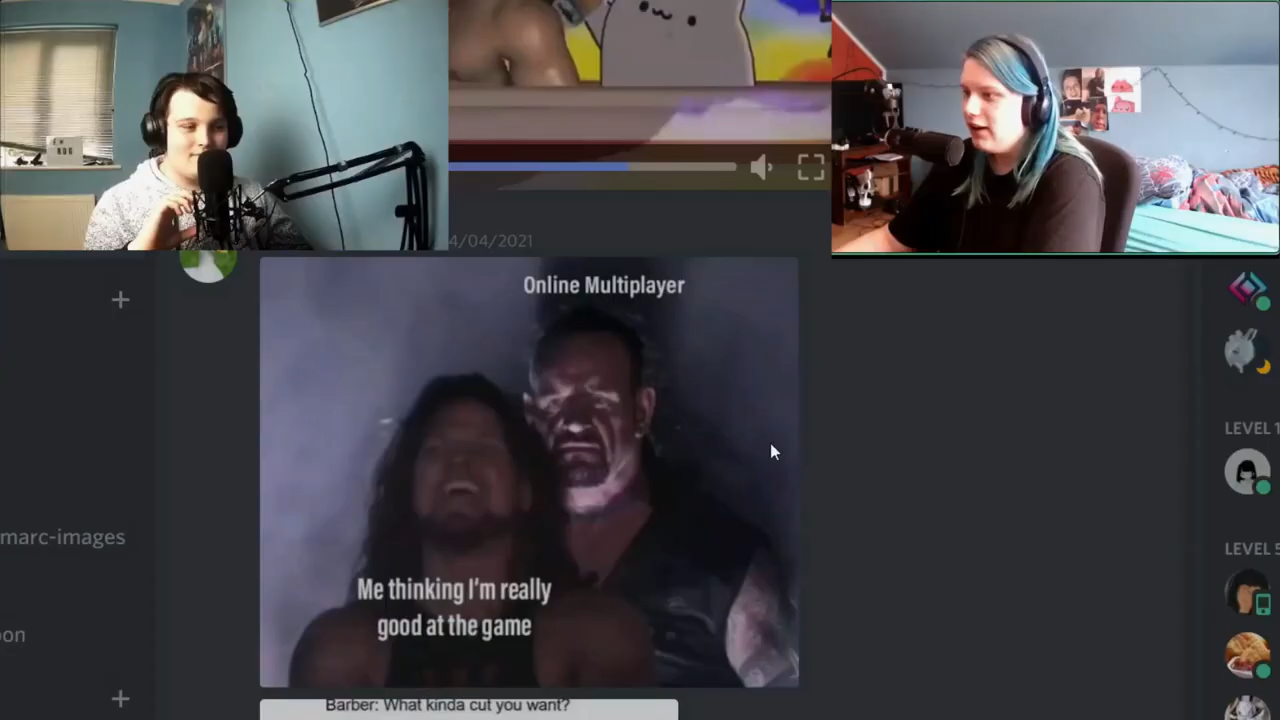 4/04/2021
Online Multiplayer
Me thinking I'm really
good at the game
Barber: What kinda cut you want?
marc-images
oon
LEVEL 1
LEVEL 5